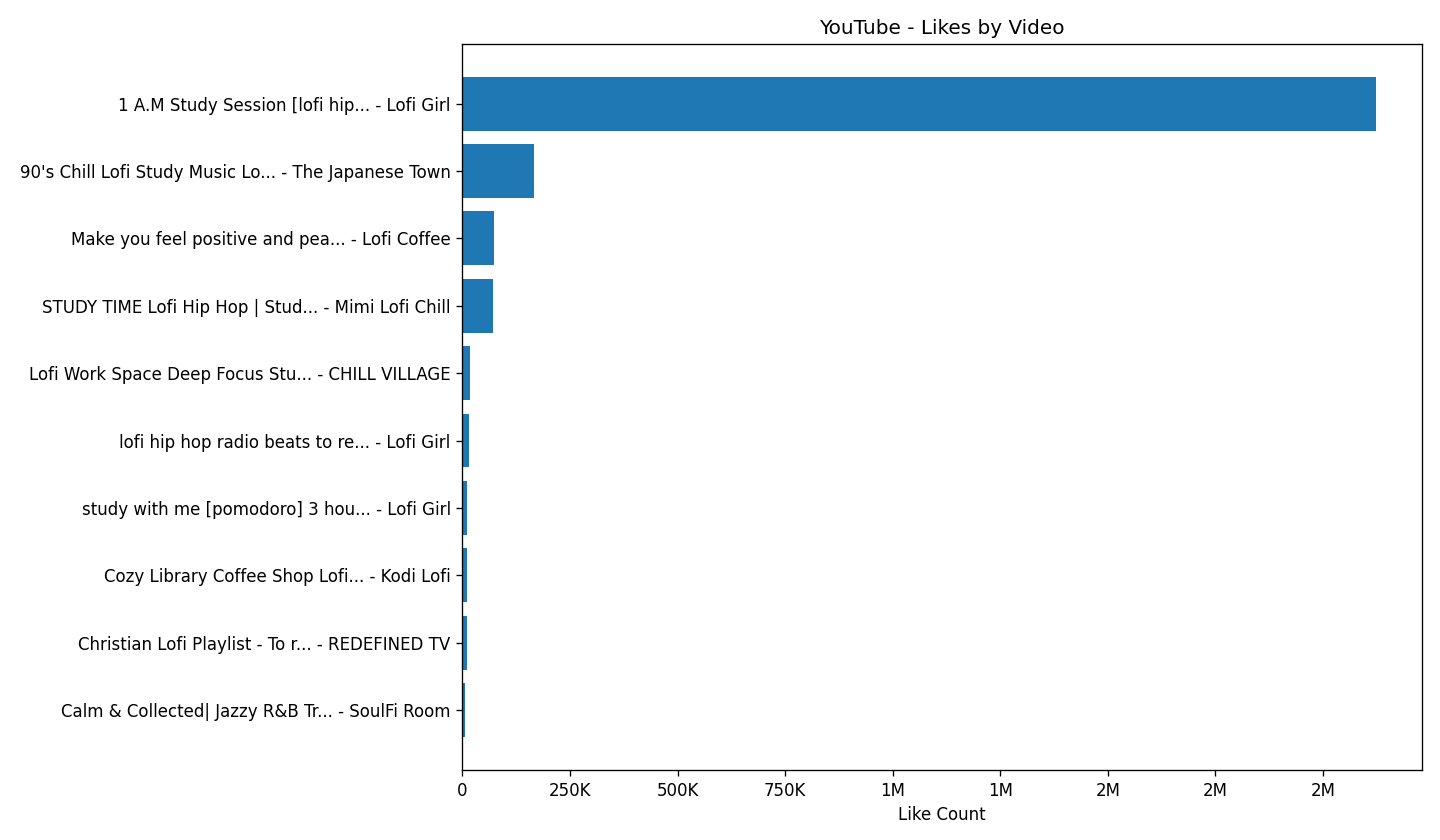 YouTube - Likes by Video
1 A.M Study Session [lofi hip... - Lofi Girl
90's Chill Lofi Study Music Lo... - The Japanese Town
Make you feel positive and pea... - Lofi Coffee
STUDY TIME Lofi Hip Hop | Stud... - Mimi Lofi Chill
Lofi Work Space Deep Focus Stu... - CHILL VILLAGE
lofi hip hop radio beats to re... - Lofi Girl
study with me [pomodoro] 3 hou... - Lofi Girl
Cozy Library Coffee Shop Lofi... - Kodi Lofi
Christian Lofi Playlist - To r... - REDEFINED TV
Calm & Collected| Jazzy R&B Tr... - SoulFi Room
0 250K 500K 750K 1M 1M 2M 2M 2M
Like Count